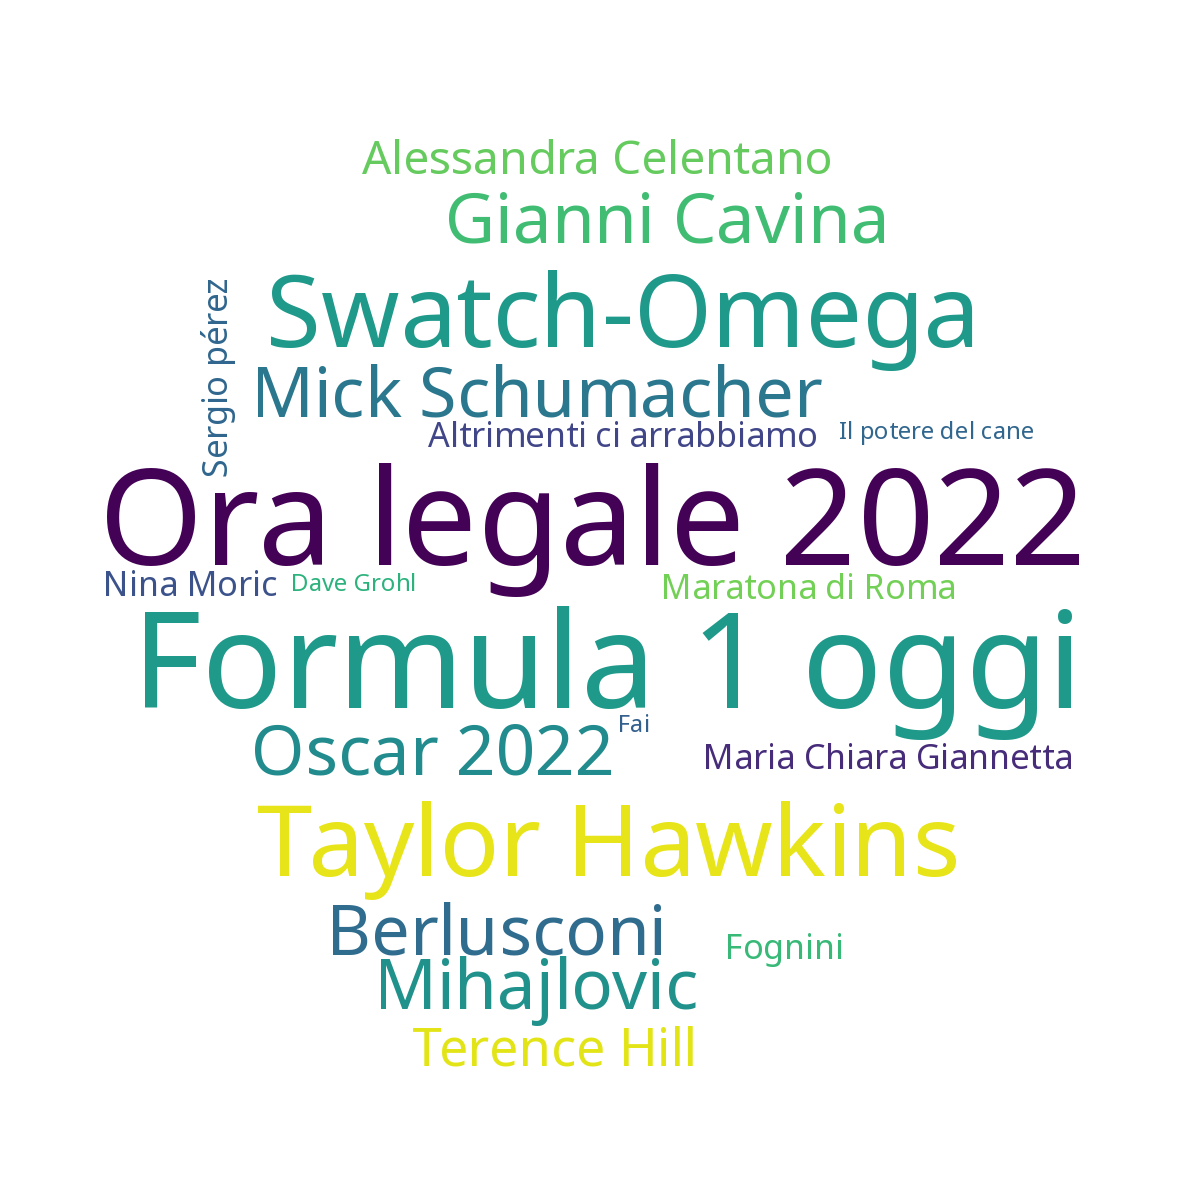 Alessandra Celentano
Gianni Cavina
Swatch-Omega
Sergio pérez
Mick Schumacher
Altrimenti ci arrabbiamo
Il potere del cane
Ora legale 2022
Nina Moric
Dave Grohl
Maratona di Roma
Formula 1 oggi
Oscar 2022
Fai
Maria Chiara Giannetta
Taylor Hawkins
Berlusconi
Fognini
Mihajlovic
Terence Hill